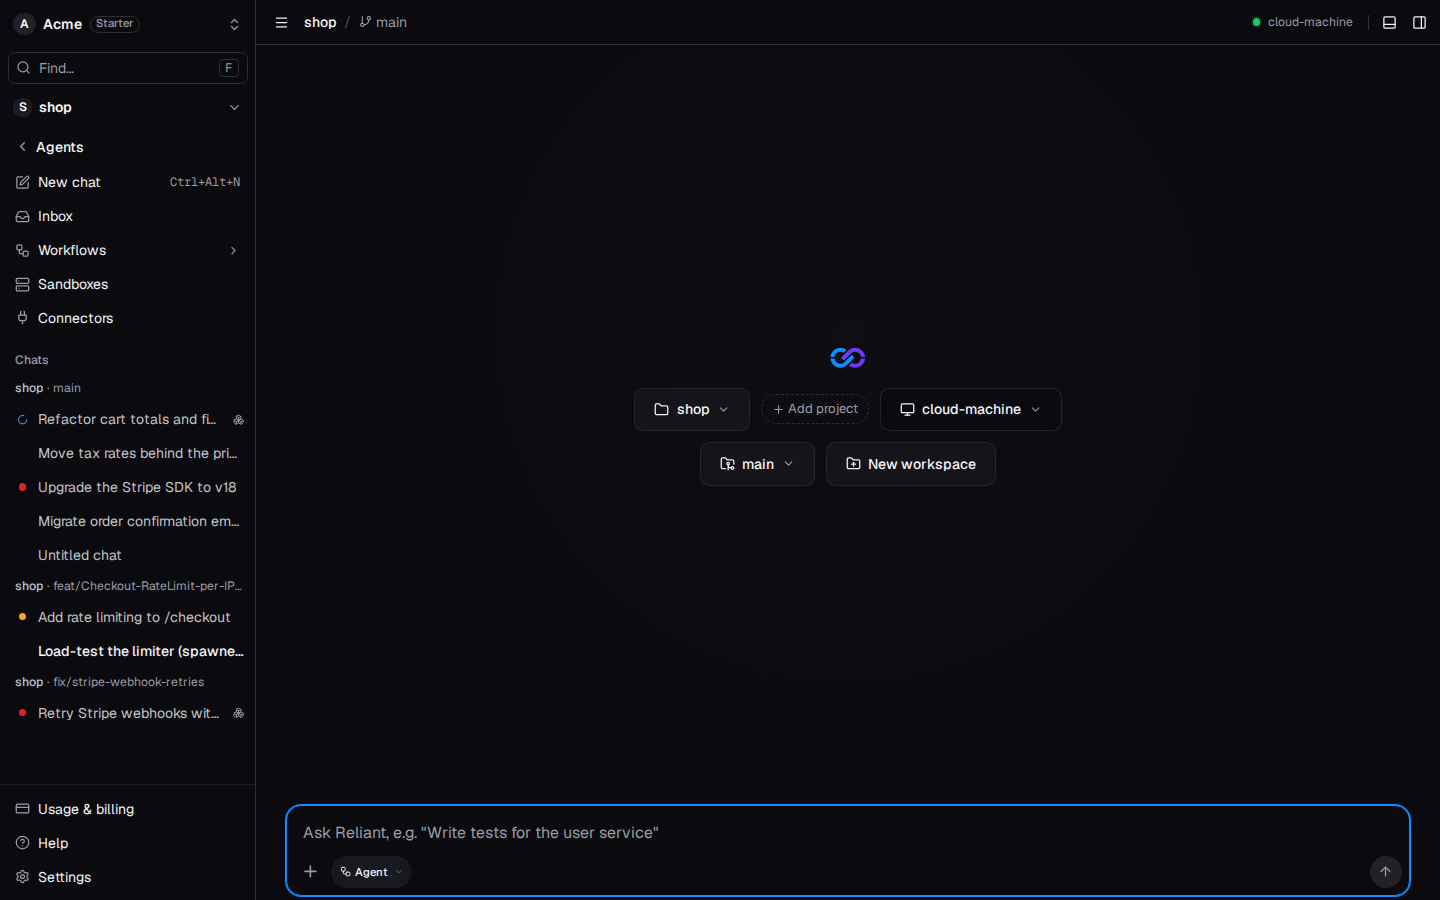 A Acme Starter
Find... F
S shop
Agents
New chat Ctrl+Alt+N
Inbox
Workflows
Sandboxes
Connectors
Chats
shop · main
Refactor cart totals and fi...
Move tax rates behind the pri...
Upgrade the Stripe SDK to v18
Migrate order confirmation em...
Untitled chat
shop · feat/Checkout-RateLimit-per-IP...
Add rate limiting to /checkout
Load-test the limiter (spawne...
shop · fix/stripe-webhook-retries
Retry Stripe webhooks wit...
Usage & billing
Help
Settings
shop / main
cloud-machine
shop Add project cloud-machine
main New workspace
Ask Reliant, e.g. "Write tests for the user service"
Agent